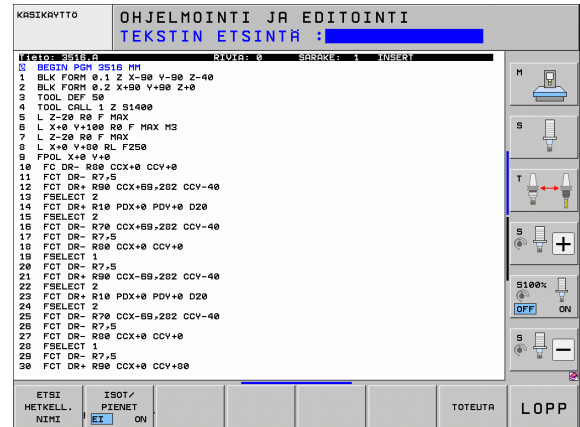 KÄSIKÄYTTÖ
OHJELMOINTI JA EDITOINTI
TEKSTIN ETSINTÄ :
Tieto: 3516.A RIVIÄ: 0 SARAKE: 1 INSERT
0 BEGIN PGM 3516 MM
1 BLK FORM 0.1 Z X-90 Y-90 Z-40
2 BLK FORM 0.2 X+90 Y+90 Z+0
3 TOOL DEF 50
4 TOOL CALL 1 Z S1400
5 L Z-20 R0 F MAX
6 L X+0 Y+100 R0 F MAX M3
7 L Z-20 R0 F MAX
8 L X+0 Y+80 RL F250
9 FPOL X+0 Y+0
10 FC DR- R80 CCX+0 CCY+0
11 FCT DR- R7,5
12 FCT DR+ R90 CCX+69,282 CCY-40
13 FSELECT 2
14 FCT DR+ R10 PDX+0 PDY+0 D20
15 FSELECT 2
16 FCT DR- R70 CCX+69,282 CCY-40
17 FCT DR- R7,5
18 FCT DR- R80 CCX+0 CCY+0
19 FSELECT 1
20 FCT DR- R7,5
21 FCT DR+ R90 CCX-69,282 CCY-40
22 FSELECT 2
23 FCT DR+ R10 PDX+0 PDY+0 D20
24 FSELECT 2
25 FCT DR- R70 CCX-69,282 CCY-40
26 FCT DR- R7,5
27 FCT DR- R80 CCX+0 CCY+0
28 FSELECT 1
29 FCT DR- R7,5
30 FCT DR+ R90 CCX+0 CCY+80
M
S
T
S
S100%
OFF ON
S
ETSI
HETKELL.
NIMI
ISOT/
PIENET
EI ON
TOTEUTA
LOPP